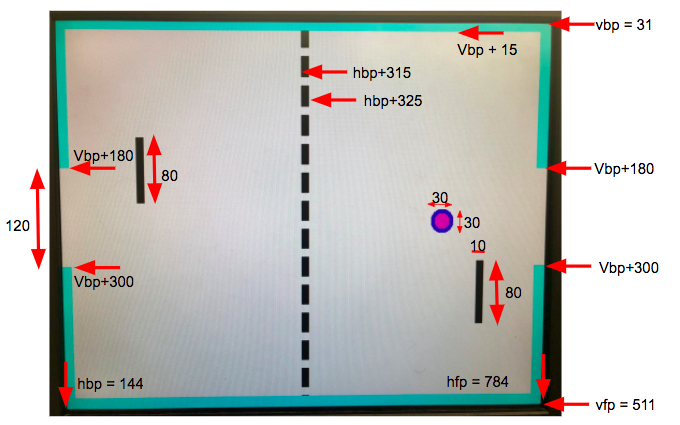 vbp = 31
Vbp + 15
hbp+315
hbp+325
Vbp+180
80
Vbp+180
30
120
30
10
Vbp+300
Vbp+300
80
hbp = 144
hfp = 784
vfp = 511